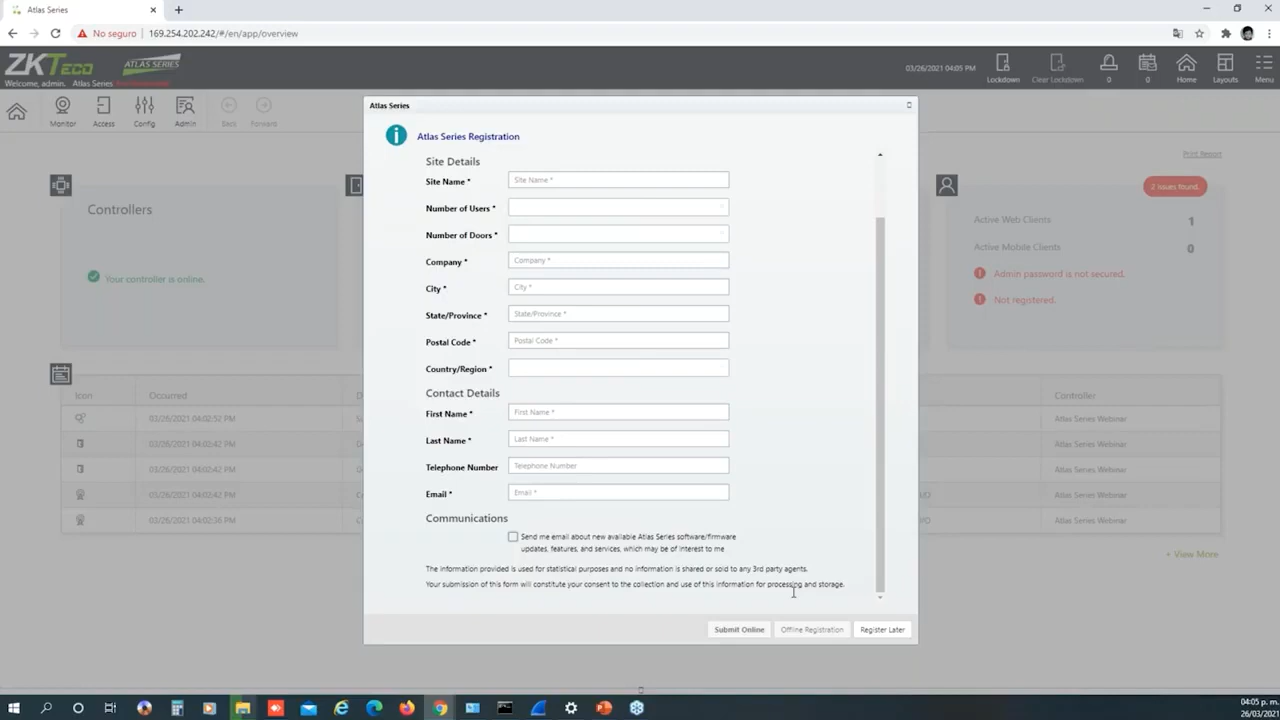 Atlas Series
No seguro
169.254.202.242/#/en/app/overview
ZKTeco
ATLAS SERIES
Welcome, admin. Atlas Series
03/26/2021 04:05 PM
Lockdown
Clear Lockdown
0
0
Home
Layouts
Menu
Monitor
Access
Config
Admin
Back
Forward
Print Report
Controllers
Your controller is online.
2 issues found.
Active Web Clients 1
Active Mobile Clients 0
Admin password is not secured.
Not registered.
Atlas Series
Atlas Series Registration
Site Details
Site Name * Site Name *
Number of Users *
Number of Doors *
Company * Company *
City * City *
State/Province * State/Province *
Postal Code * Postal Code *
Country/Region *
Contact Details
First Name * First Name *
Last Name * Last Name *
Telephone Number Telephone Number
Email * Email *
Communications
Send me email about new available Atlas Series software/firmware
updates, features, and services, which may be of interest to me
The information provided is used for statistical purposes and no information is shared or sold to any 3rd party agents.
Your submission of this form will constitute your consent to the collection and use of this information for processing and storage.
Submit Online
Offline Registration
Register Later
Icon Occurred Controller
03/26/2021 04:02:52 PM Atlas Series Webinar
03/26/2021 04:02:42 PM Atlas Series Webinar
03/26/2021 04:02:42 PM Atlas Series Webinar
03/26/2021 04:02:42 PM Atlas Series Webinar
03/26/2021 04:02:38 PM Atlas Series Webinar
+ View More
04:05 p. m.
26/03/2021